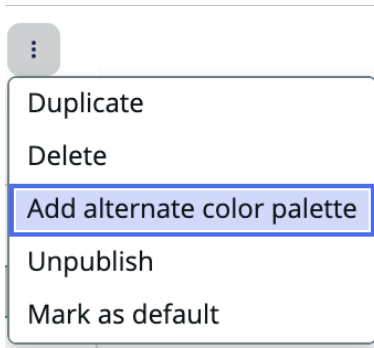 Duplicate
Delete
Add alternate color palette
Unpublish
Mark as default